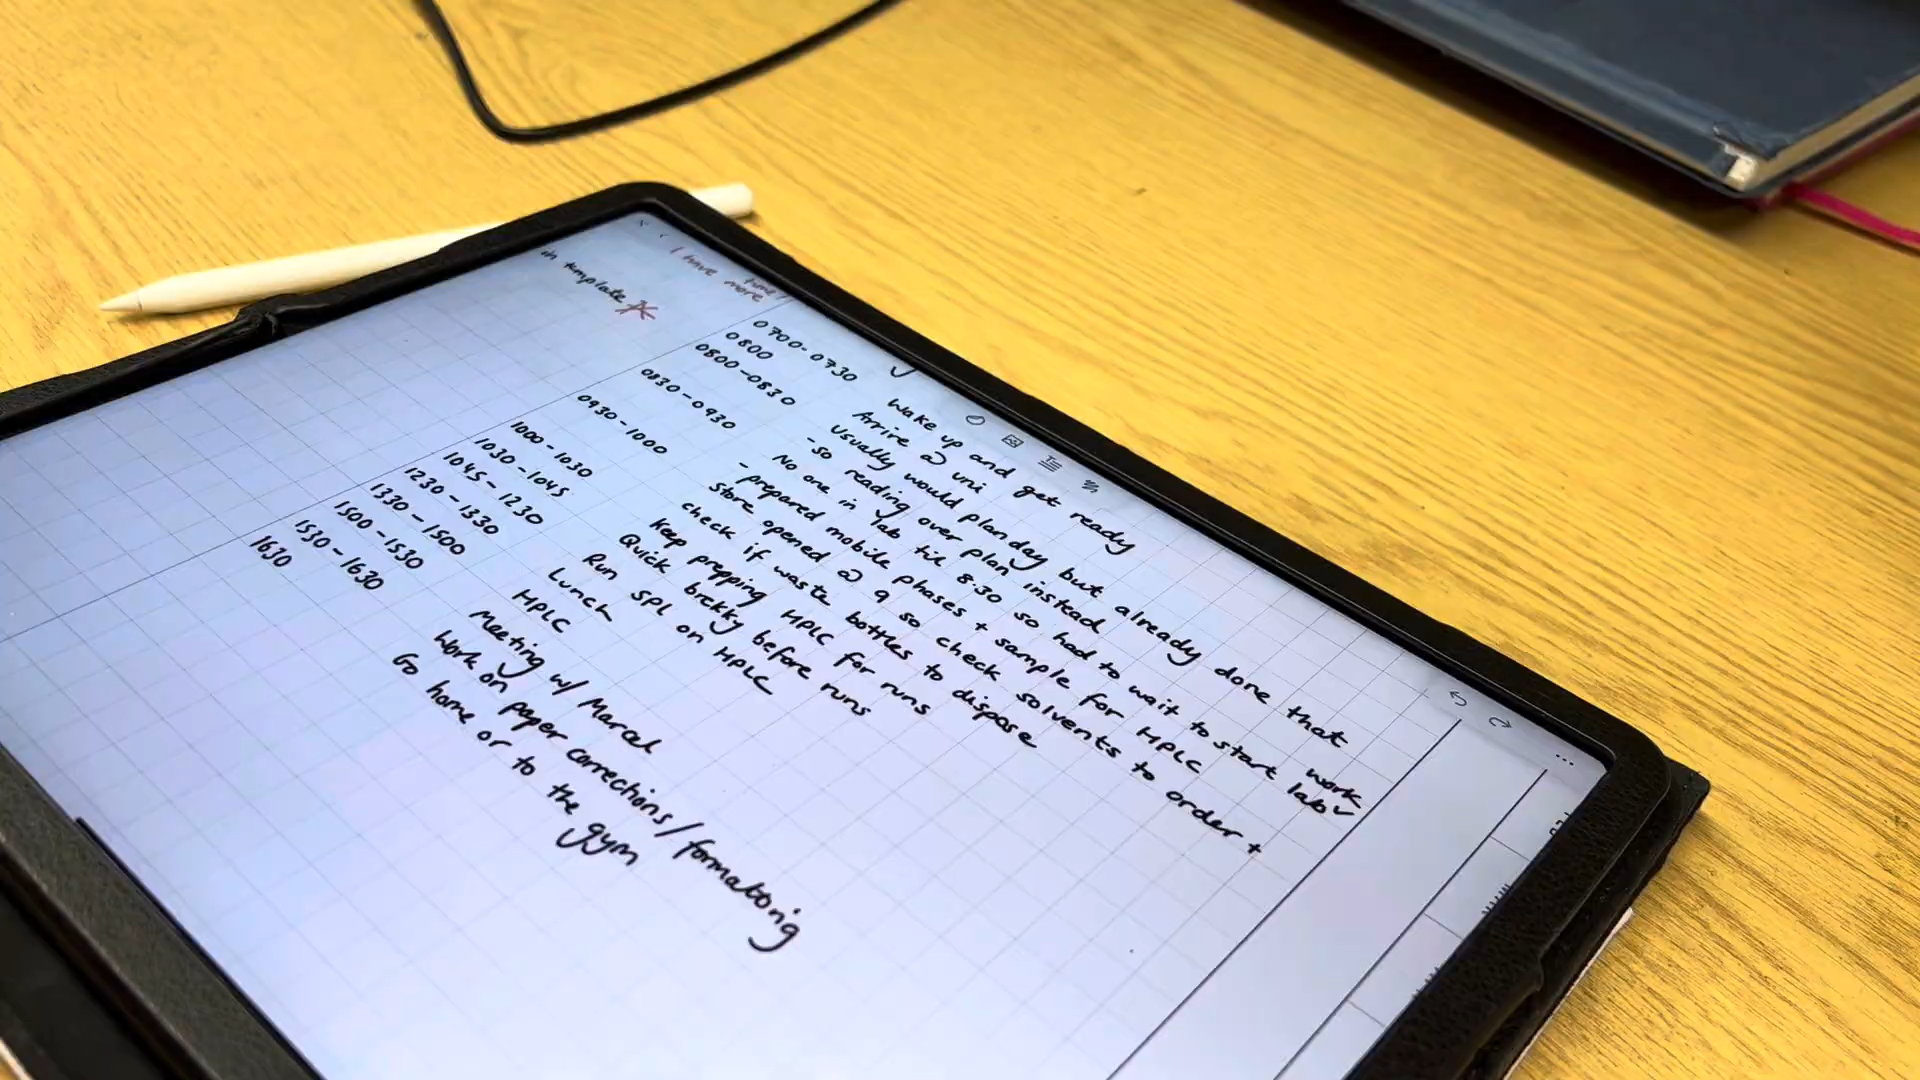 I have
more time!
in template
0700-0730 Wake up and get ready
0800 Arrive @ uni
0800-0830 Usually would plan day but already done that
- so reading over plan instead
0830-0930 No one in lab til 8.30 so had to wait to start work
- prepared mobile phases + sample for HPLC lab
0930-1000 Store opened @ 9 so check solvents to order +
check if waste bottles to dispose
1000-1030 Keep prepping HPLC for runs
1030-1045 Quick brekky before runs
1045-1230 Run SPL on HPLC
1230-1330 Lunch
1330-1500 HPLC
1500-1530 Meeting w/ Marcel
1530-1630 Work on paper corrections/formatting
1630 Go home or to the gym